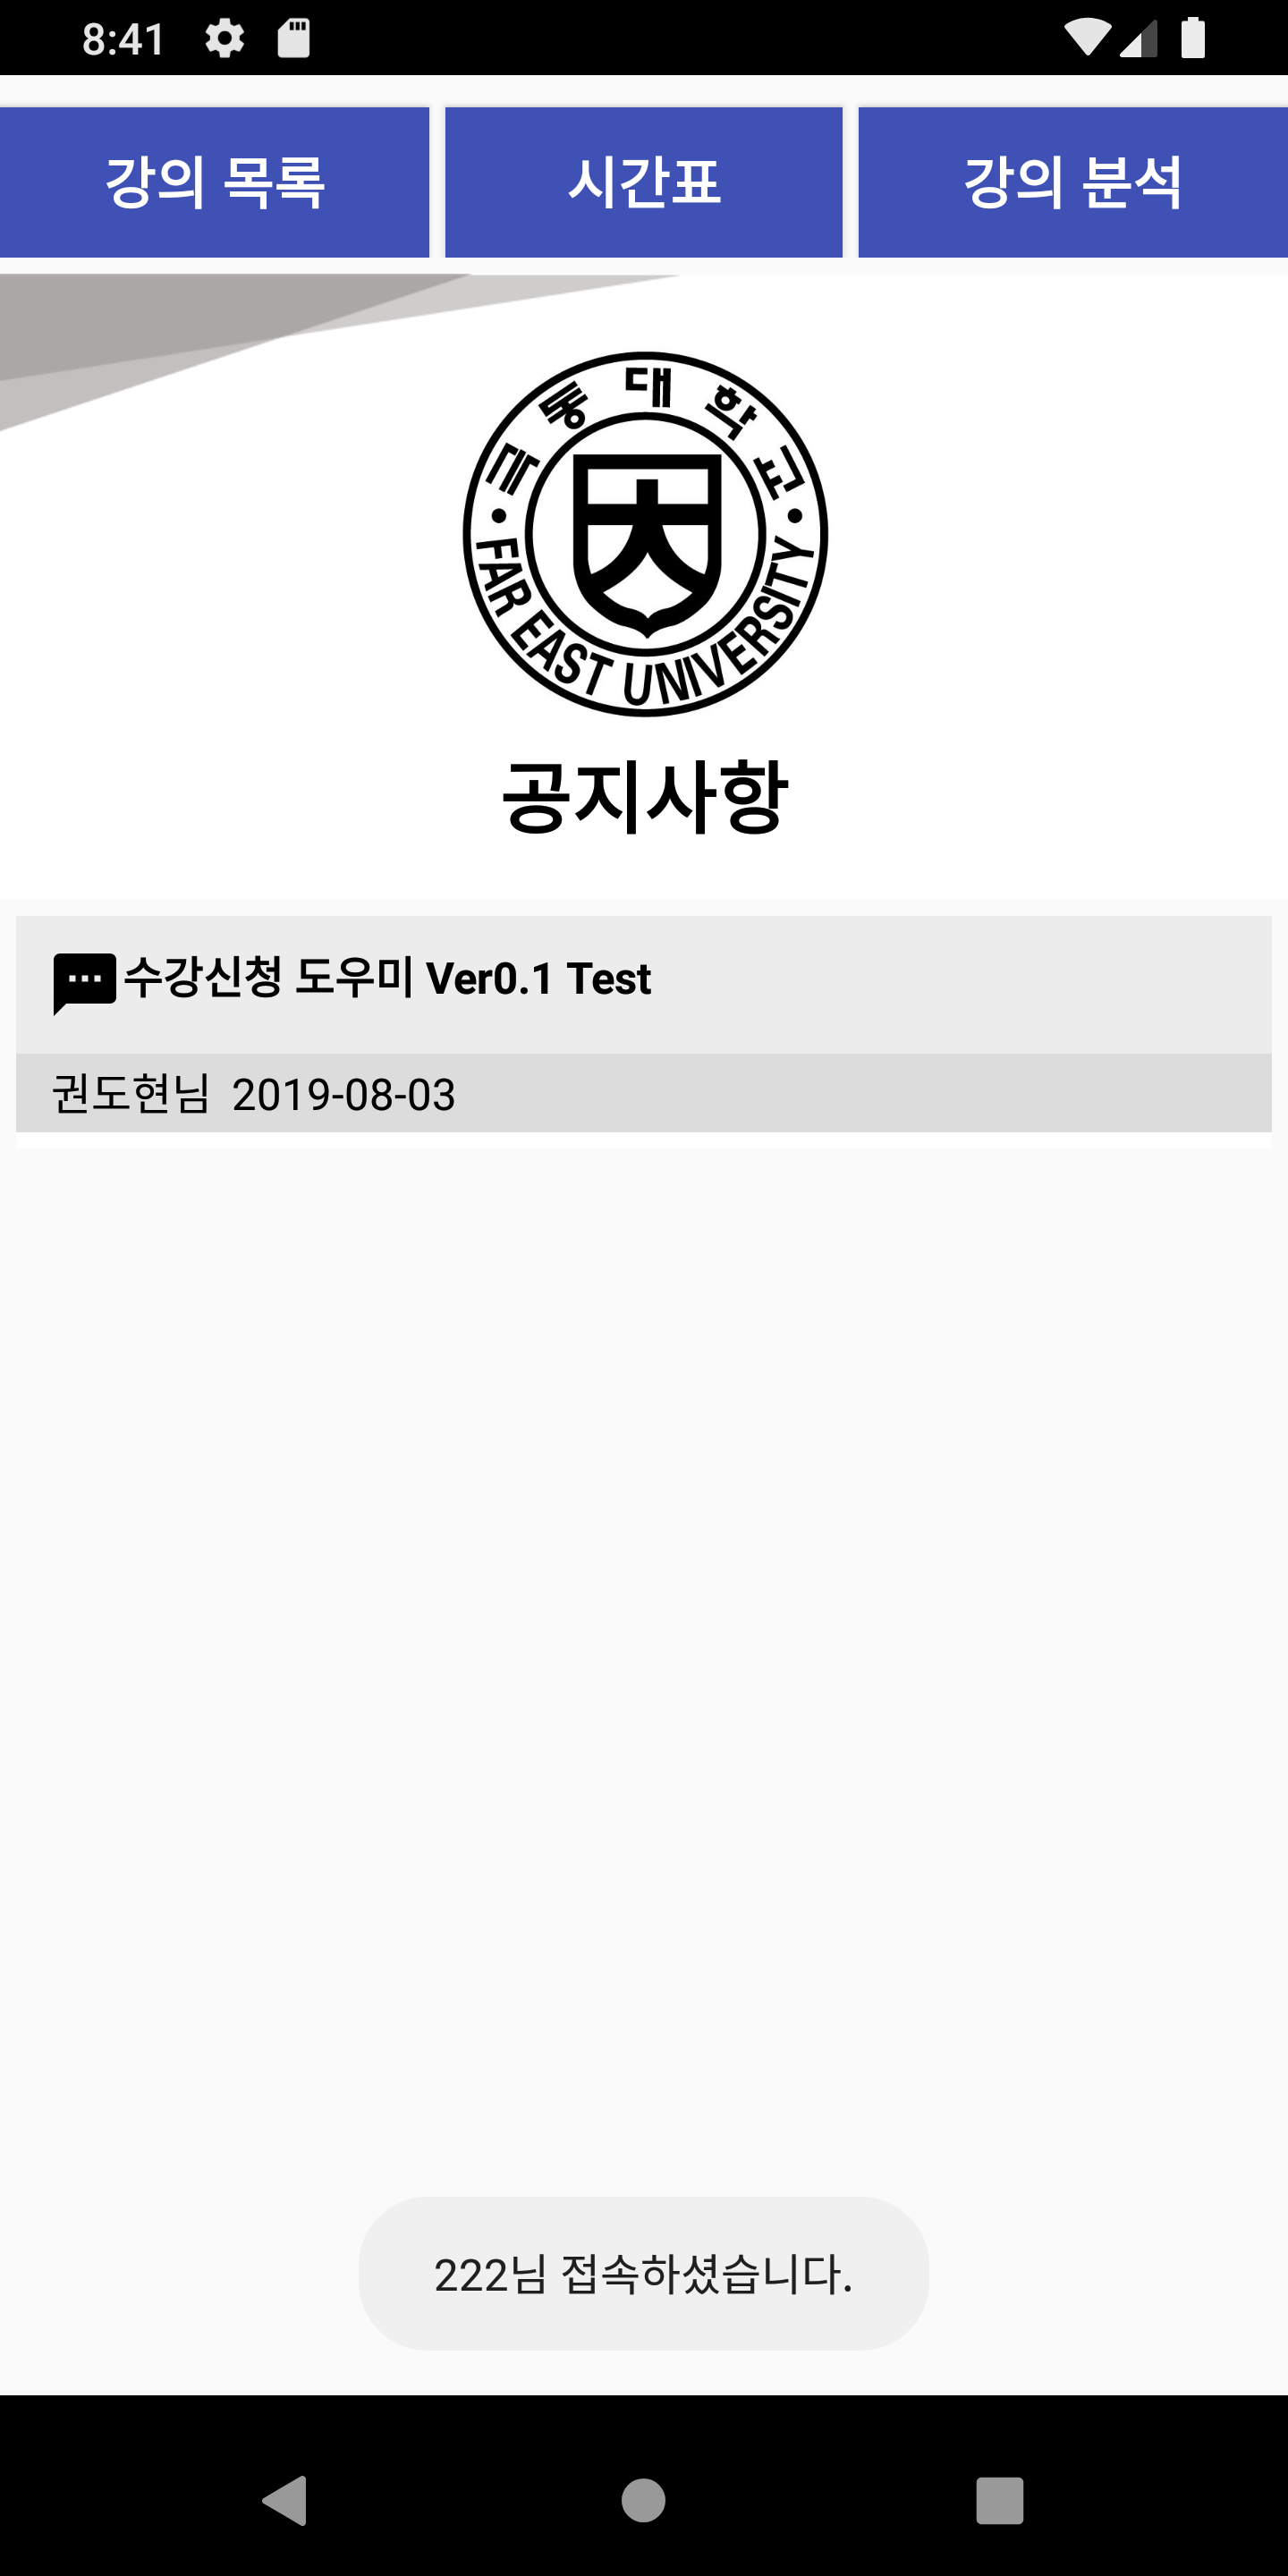 8:41
강의 목록
시간표
강의 분석
극동대학교
FAR EAST UNIVERSITY
공지사항
수강신청 도우미 Ver0.1 Test
권도현님 2019-08-03
222님 접속하셨습니다.